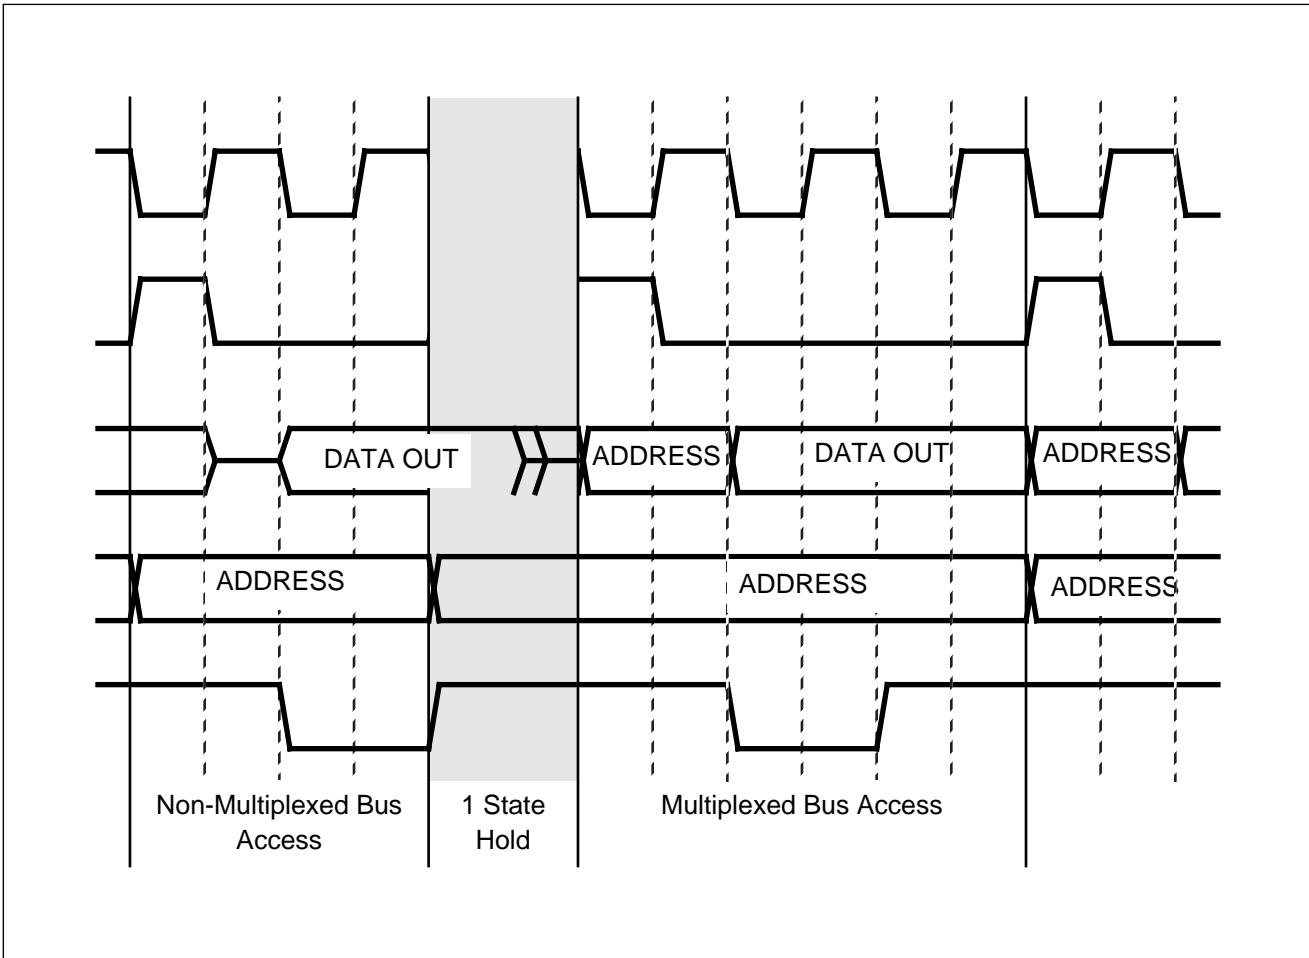 DATA OUT
ADDRESS
DATA OUT
ADDRESS
ADDRESS
ADDRESS
ADDRESS
Non-Multiplexed Bus
Access
1 State
Hold
Multiplexed Bus Access